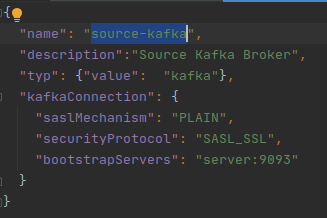 {
"name": "source-kafka",
"description":"Source Kafka Broker",
"typ": {"value":  "kafka"},
"kafkaConnection": {
"saslMechanism": "PLAIN",
"securityProtocol": "SASL_SSL",
"bootstrapServers": "server:9093"
}
}